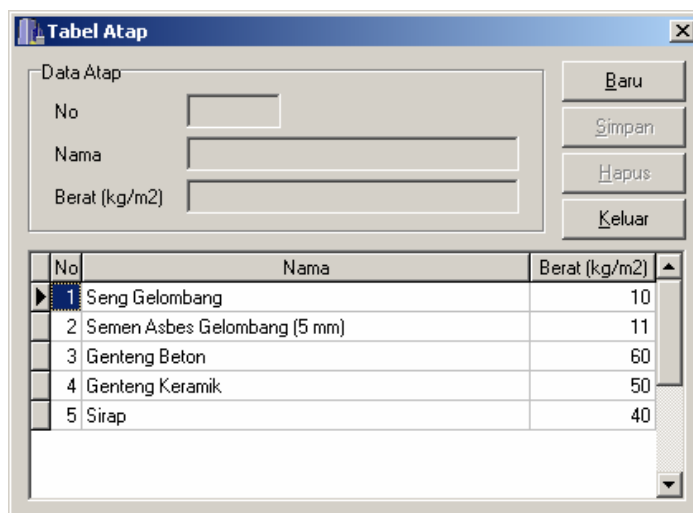 Tabel Atap
Data Atap
No
Nama
Berat (kg/m2)
Baru
Simpan
Hapus
Keluar
No Nama Berat (kg/m2)
1 Seng Gelombang 10
2 Semen Asbes Gelombang (5 mm) 11
3 Genteng Beton 60
4 Genteng Keramik 50
5 Sirap 40